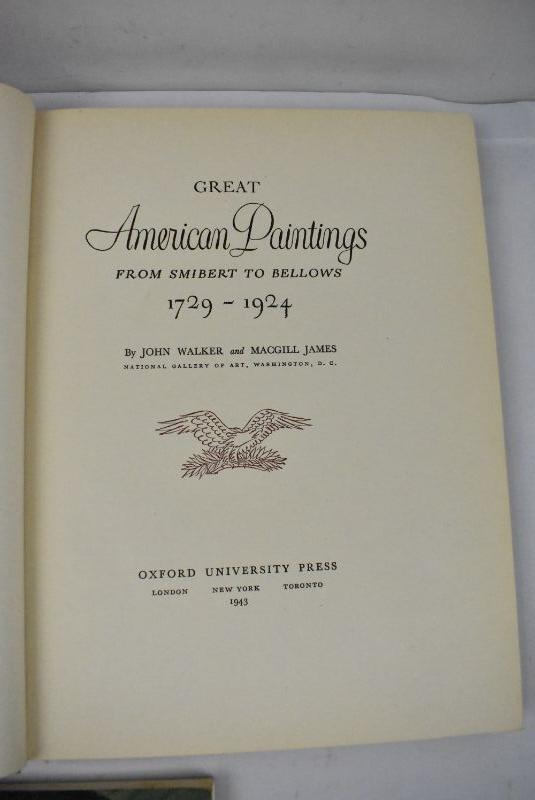 GREAT
American Paintings
FROM SMIBERT TO BELLOWS
1729 - 1924
By JOHN WALKER and MACGILL JAMES
NATIONAL GALLERY OF ART, WASHINGTON, D. C.
OXFORD UNIVERSITY PRESS
LONDON NEW YORK TORONTO
1943